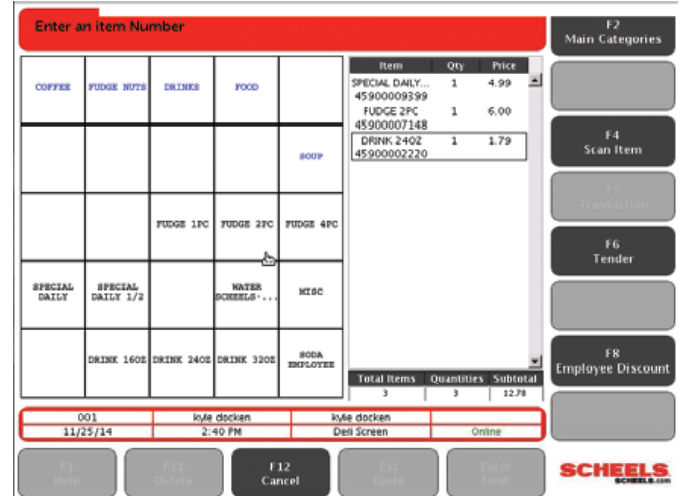 Enter an item Number
F2
Main Categories
COFFEE FUDGE NUTS DRINKS FOOD
SOUP
FUDGE 1PC FUDGE 2PC FUDGE 4PC
SPECIAL DAILY
SPECIAL DAILY 1/2
WATER SCHEELS-...
MISC
DRINK 16OZ DRINK 24OZ DRINK 32OZ
SODA EMPLOYEE
Item Qty Price
SPECIAL DAILY... 1 4.99
45900009399
FUDGE 2PC 1 6.00
45900007148
DRINK 24OZ 1 1.79
45900002220
Total Items Quantities Subtotal
3 3 12.78
F4
Scan Item
F5
Transaction
F6
Tender
F8
Employee Discount
001 kyle docken kyle docken
11/25/14 2:40 PM Deli Screen Online
F3
Help
F11
Delete
F12
Cancel
Esc
Undo
Enter
Next
SCHEELS
SCHEELS.com